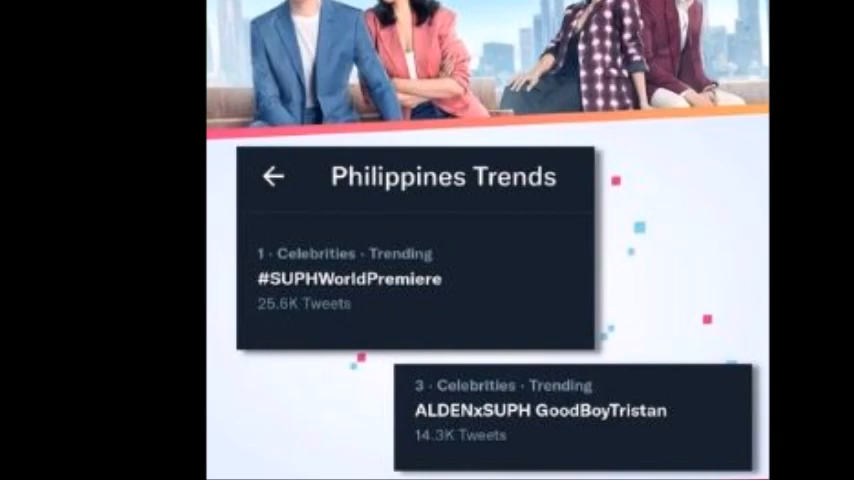 Philippines Trends
1 · Celebrities · Trending
#SUPHWorldPremiere
25.6K Tweets
3 · Celebrities · Trending
ALDENxSUPH GoodBoyTristan
14.3K Tweets